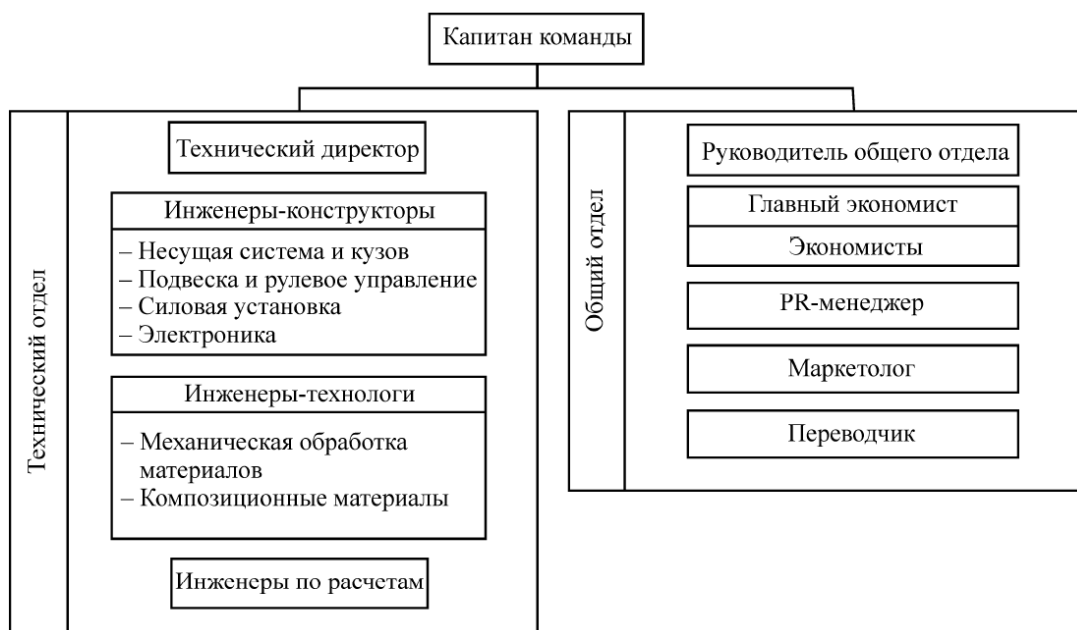 Капитан команды
Технический отдел
Технический директор
Инженеры-конструкторы
– Несущая система и кузов
– Подвеска и рулевое управление
– Силовая установка
– Электроника
Инженеры-технологи
– Механическая обработка
материалов
– Композиционные материалы
Инженеры по расчетам
Общий отдел
Руководитель общего отдела
Главный экономист
Экономисты
PR-менеджер
Маркетолог
Переводчик